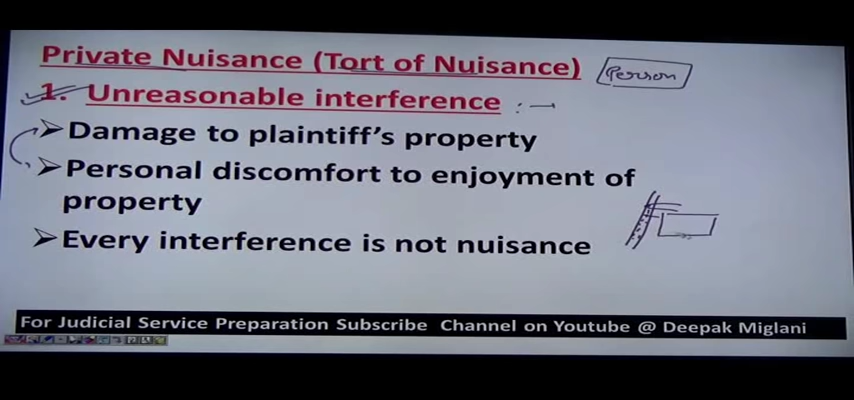 Private Nuisance (Tort of Nuisance) Person
1. Unreasonable interference : →
➢ Damage to plaintiff's property
➢ Personal discomfort to enjoyment of
property
➢ Every interference is not nuisance
For Judicial Service Preparation Subscribe Channel on Youtube @ Deepak Miglani